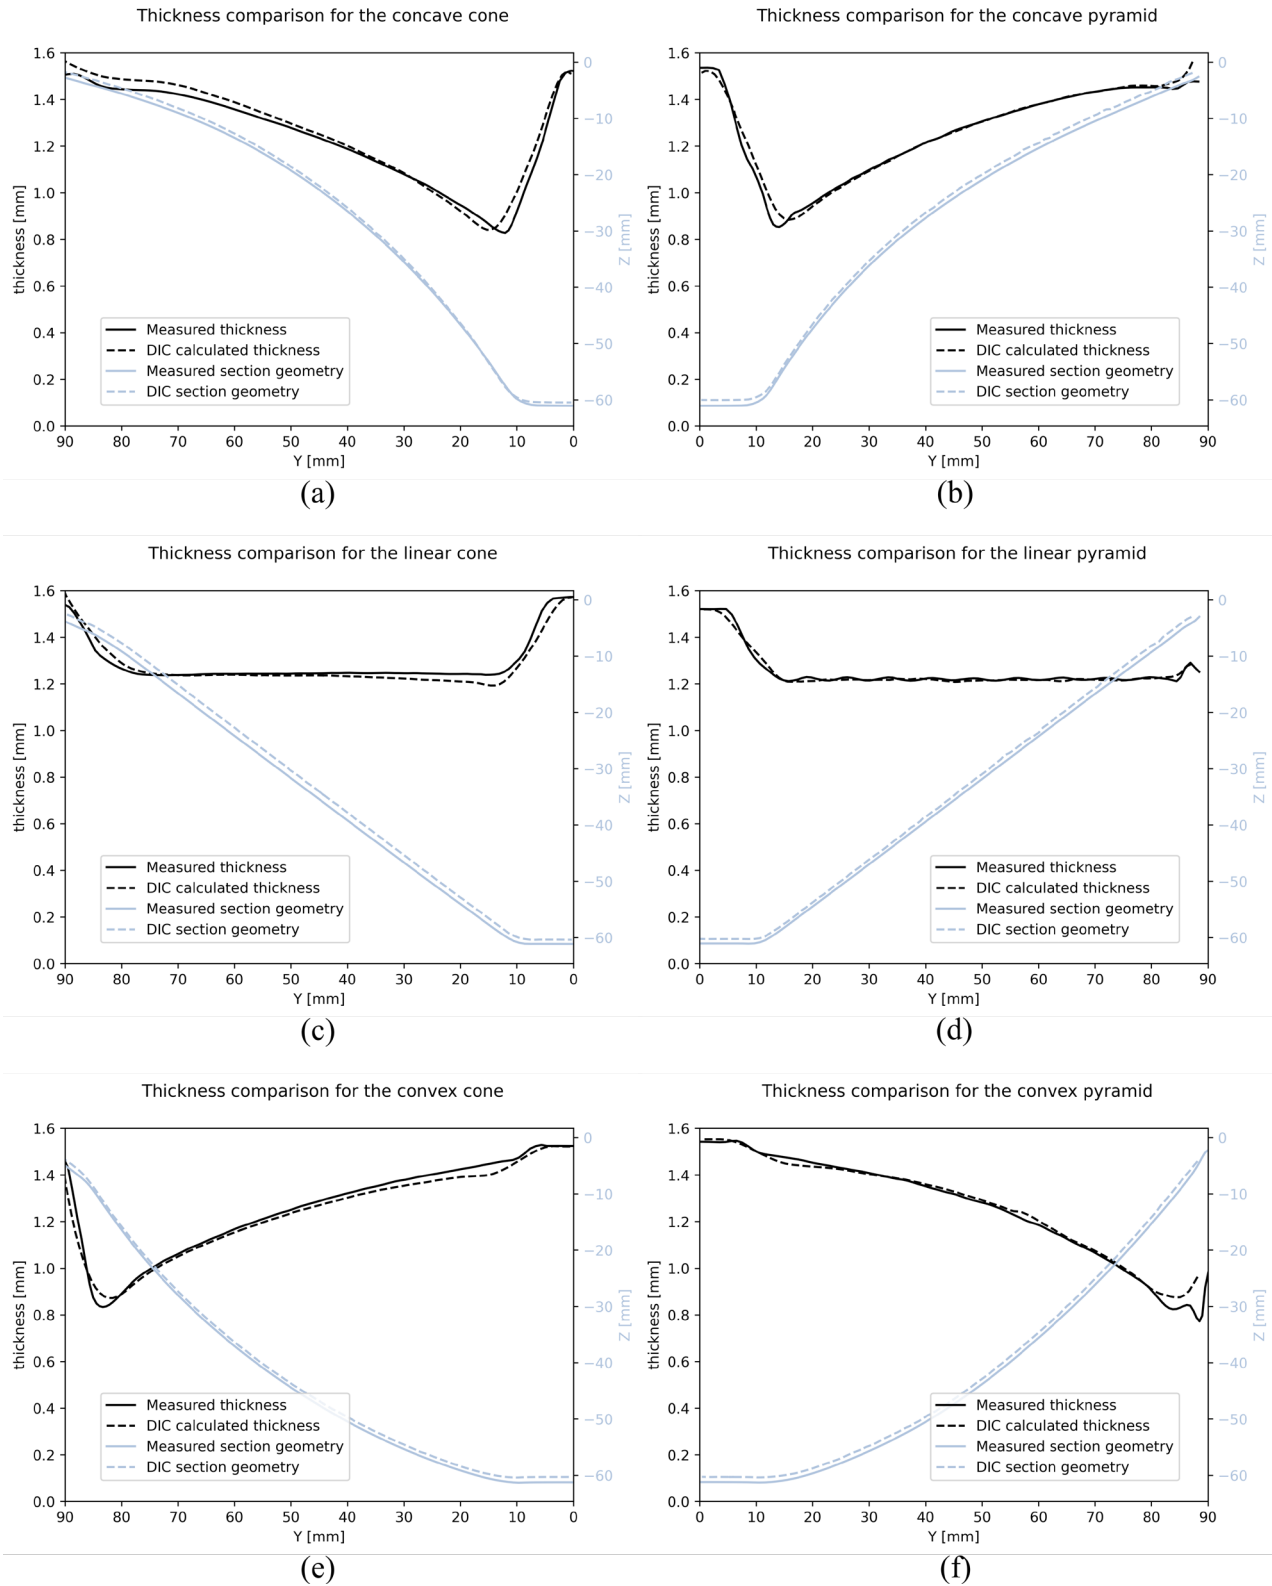 Thickness comparison for the concave cone
1.6
1.4
1.2
1.0
0.8
0.6
0.4
0.2
0.0
thickness [mm]
Measured thickness
DIC calculated thickness
Measured section geometry
DIC section geometry
0
−10
−20
−30
−40
−50
−60
Z [mm]
90 80 70 60 50 40 30 20 10 0
Y [mm]
(a)
Thickness comparison for the concave pyramid
1.6
1.4
1.2
1.0
0.8
0.6
0.4
0.2
0.0
thickness [mm]
Measured thickness
DIC calculated thickness
Measured section geometry
DIC section geometry
0
−10
−20
−30
−40
−50
−60
Z [mm]
0 10 20 30 40 50 60 70 80 90
Y [mm]
(b)
Thickness comparison for the linear cone
1.6
1.4
1.2
1.0
0.8
0.6
0.4
0.2
0.0
thickness [mm]
Measured thickness
DIC calculated thickness
Measured section geometry
DIC section geometry
0
−10
−20
−30
−40
−50
−60
Z [mm]
90 80 70 60 50 40 30 20 10 0
Y [mm]
(c)
Thickness comparison for the linear pyramid
1.6
1.4
1.2
1.0
0.8
0.6
0.4
0.2
0.0
thickness [mm]
Measured thickness
DIC calculated thickness
Measured section geometry
DIC section geometry
0
−10
−20
−30
−40
−50
−60
Z [mm]
0 10 20 30 40 50 60 70 80 90
Y [mm]
(d)
Thickness comparison for the convex cone
1.6
1.4
1.2
1.0
0.8
0.6
0.4
0.2
0.0
thickness [mm]
Measured thickness
DIC calculated thickness
Measured section geometry
DIC section geometry
0
−10
−20
−30
−40
−50
−60
Z [mm]
90 80 70 60 50 40 30 20 10 0
Y [mm]
(e)
Thickness comparison for the convex pyramid
1.6
1.4
1.2
1.0
0.8
0.6
0.4
0.2
0.0
thickness [mm]
Measured thickness
DIC calculated thickness
Measured section geometry
DIC section geometry
0
−10
−20
−30
−40
−50
−60
Z [mm]
0 10 20 30 40 50 60 70 80 90
Y [mm]
(f)